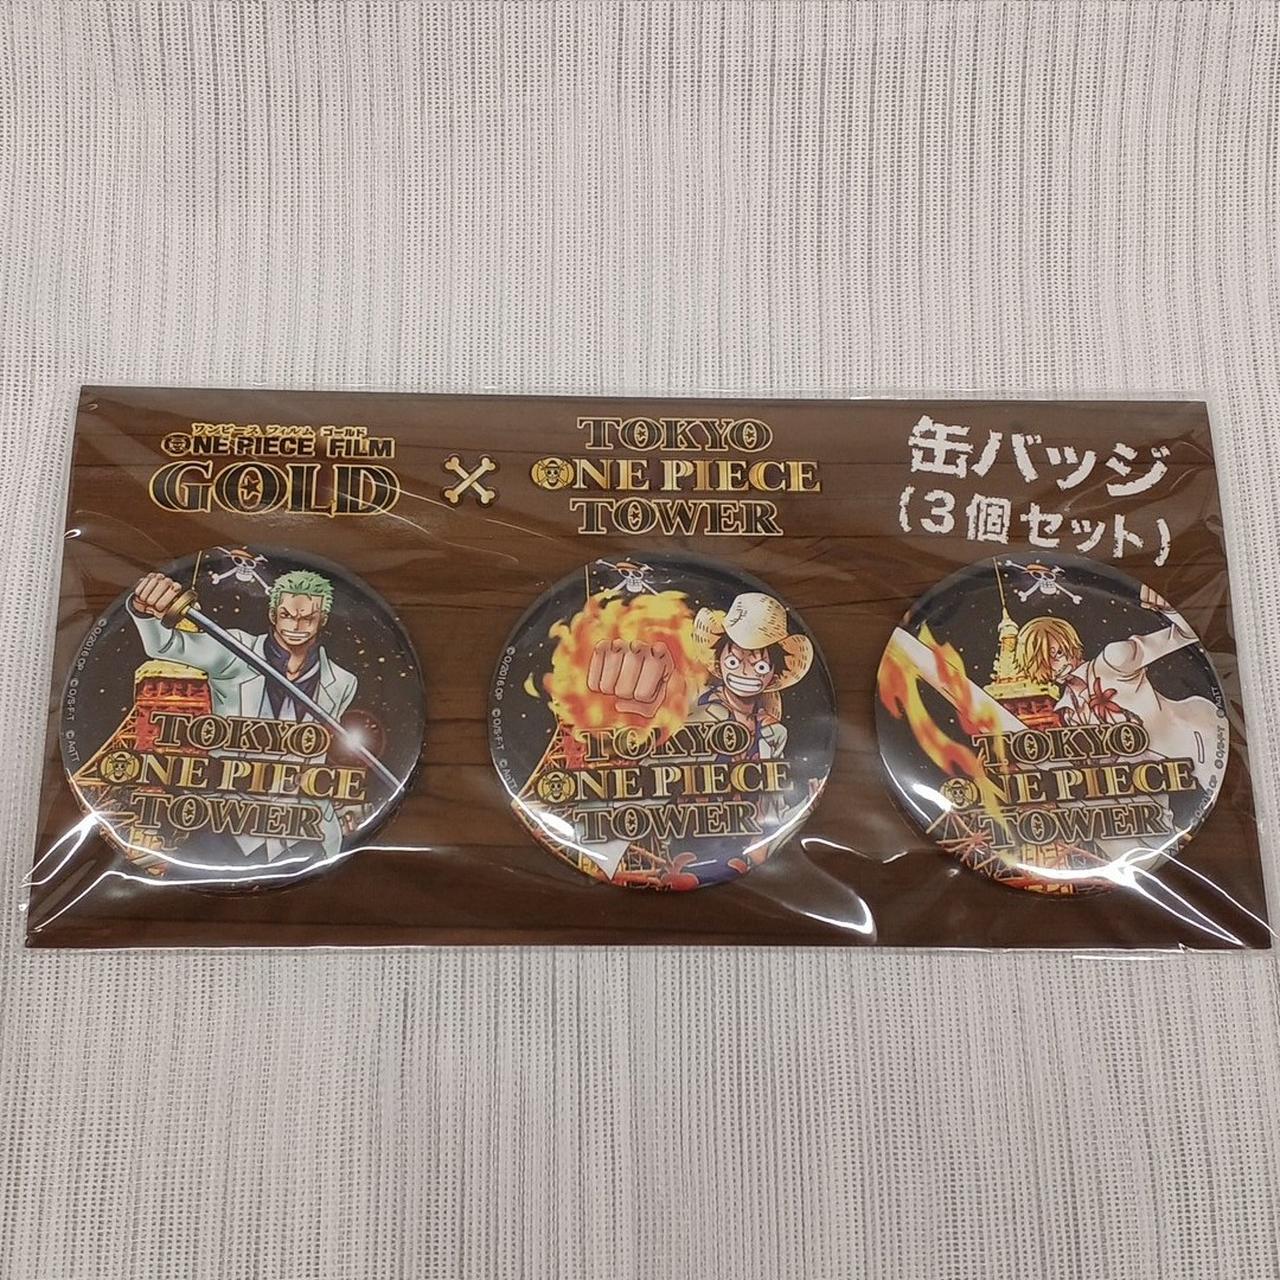 ワンピース フィルム ゴールド
ONE PIECE FILM
GOLD
TOKYO
ONE PIECE
TOWER
缶バッジ
(3個セット)
TOKYO
ONE PIECE
TOWER
TOKYO
ONE PIECE
TOWER
TOKYO
ONE PIECE
TOWER